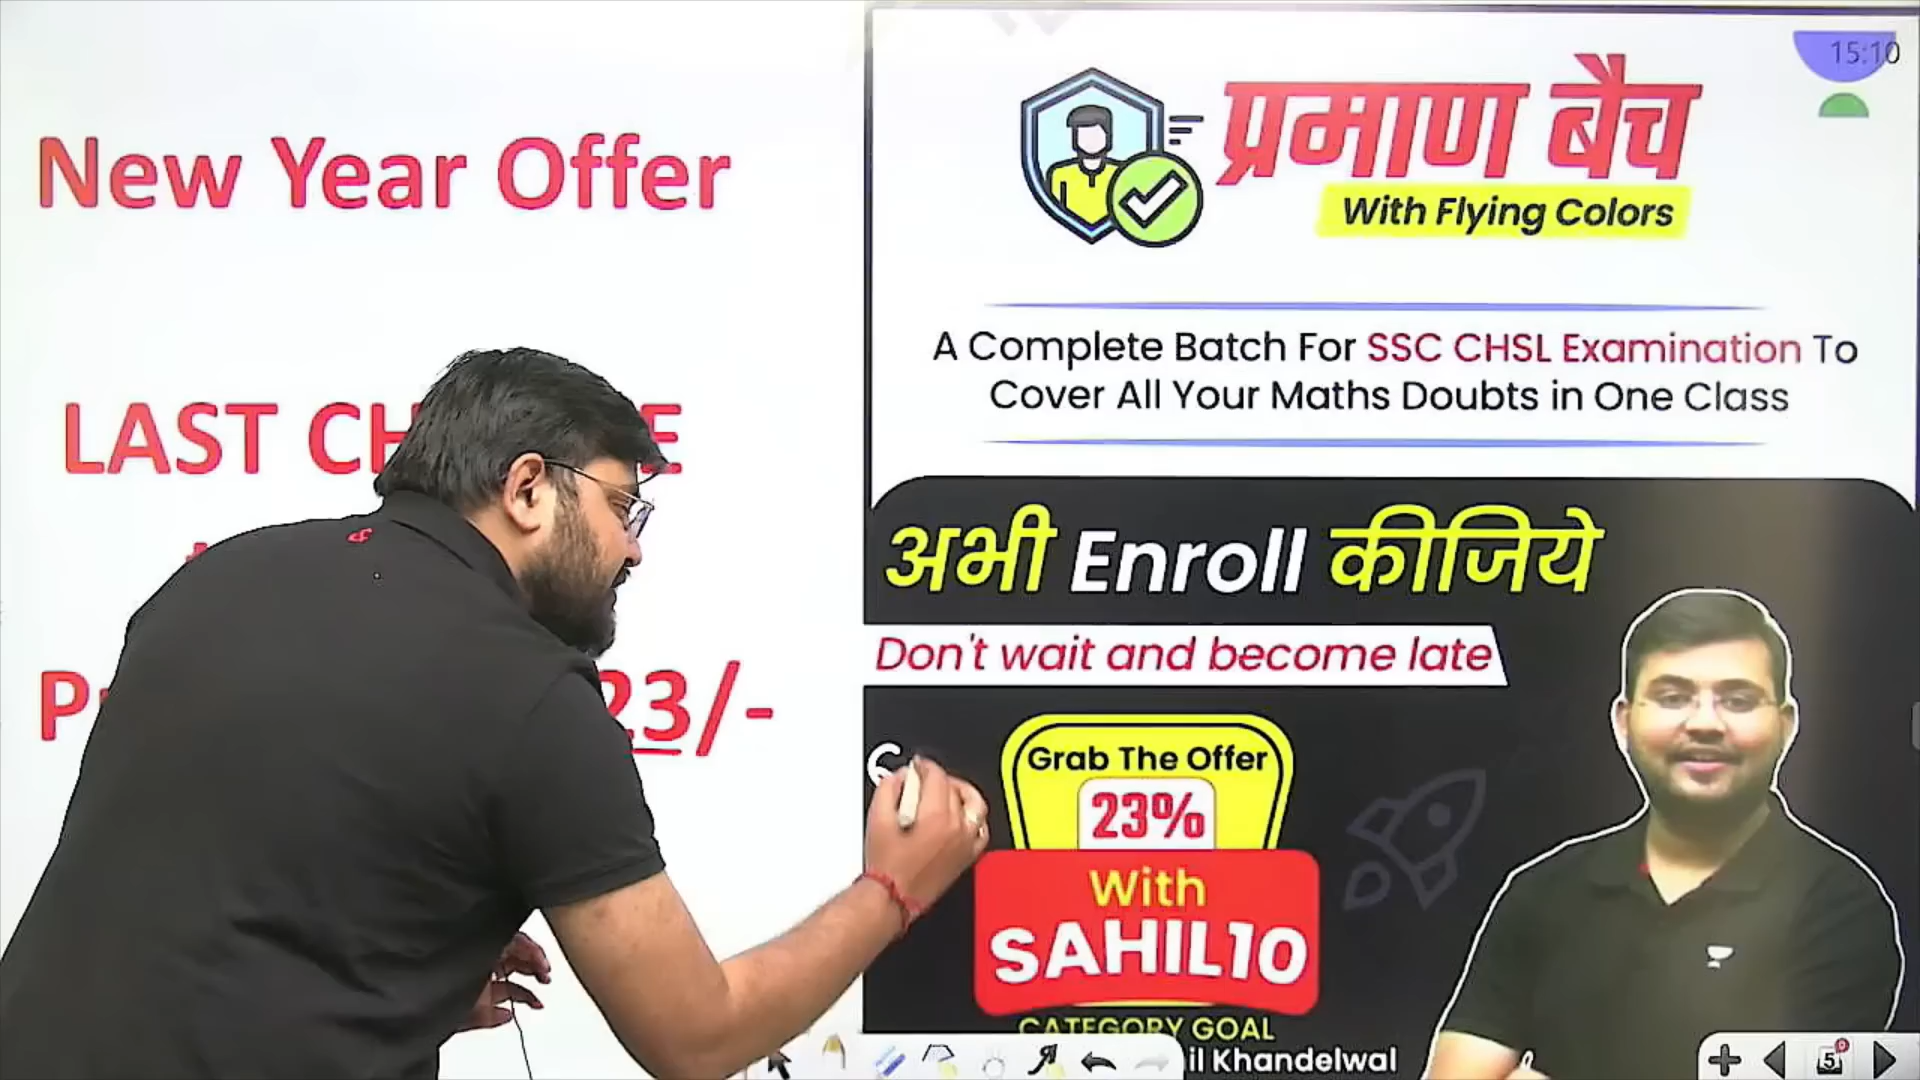 New Year Offer
LAST
23/-
15:10
प्रमाण बैच
With Flying Colors
A Complete Batch For SSC CHSL Examination To
Cover All Your Maths Doubts in One Class
अभी Enroll कीजिये
Don't wait and become late
Grab The Offer
23%
With
SAHIL10
CATEGORY GOAL
Khandelwal
5